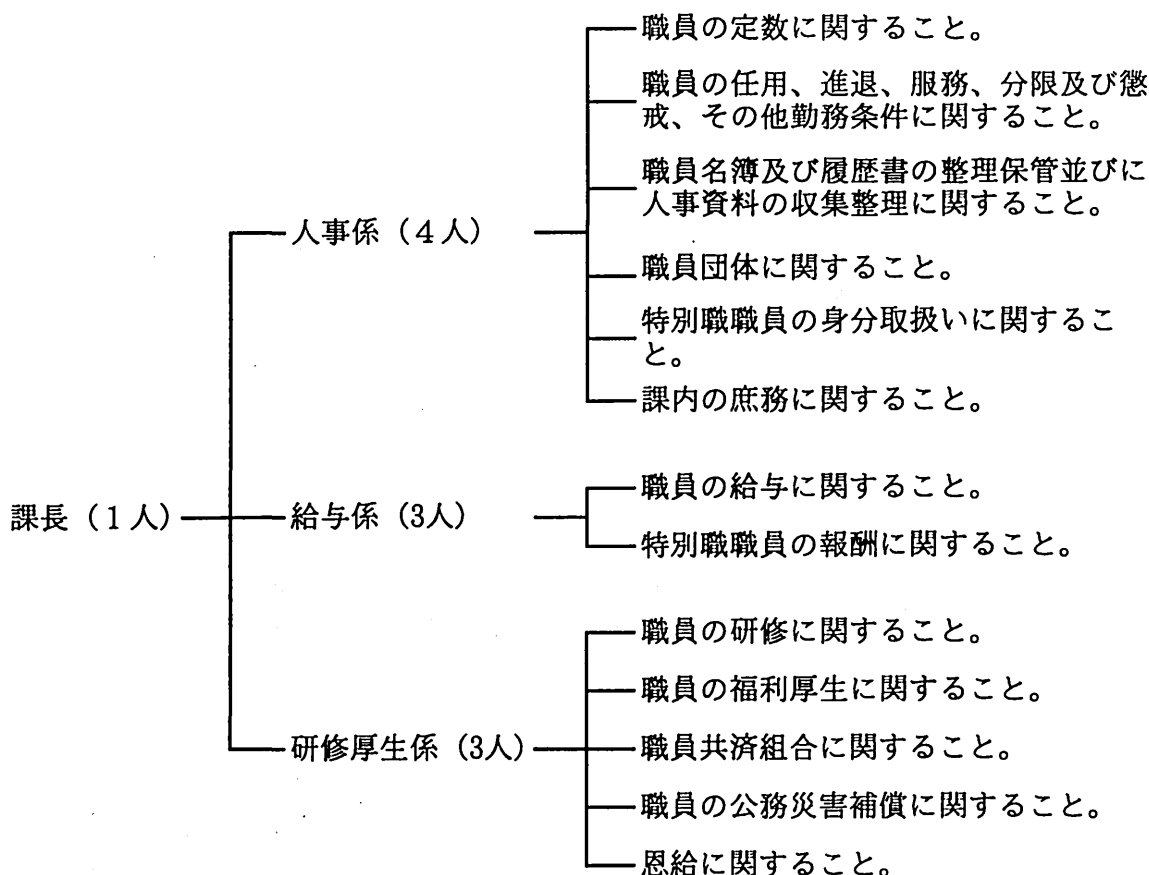 課長（１人）
人事係（４人）
職員の定数に関すること。
職員の任用、進退、服務、分限及び懲
戒、その他勤務条件に関すること。
職員名簿及び履歴書の整理保管並びに
人事資料の収集整理に関すること。
職員団体に関すること。
特別職職員の身分取扱いに関するこ
と。
課内の庶務に関すること。
給与係（3人）
職員の給与に関すること。
特別職職員の報酬に関すること。
研修厚生係（3人）
職員の研修に関すること。
職員の福利厚生に関すること。
職員共済組合に関すること。
職員の公務災害補償に関すること。
恩給に関すること。